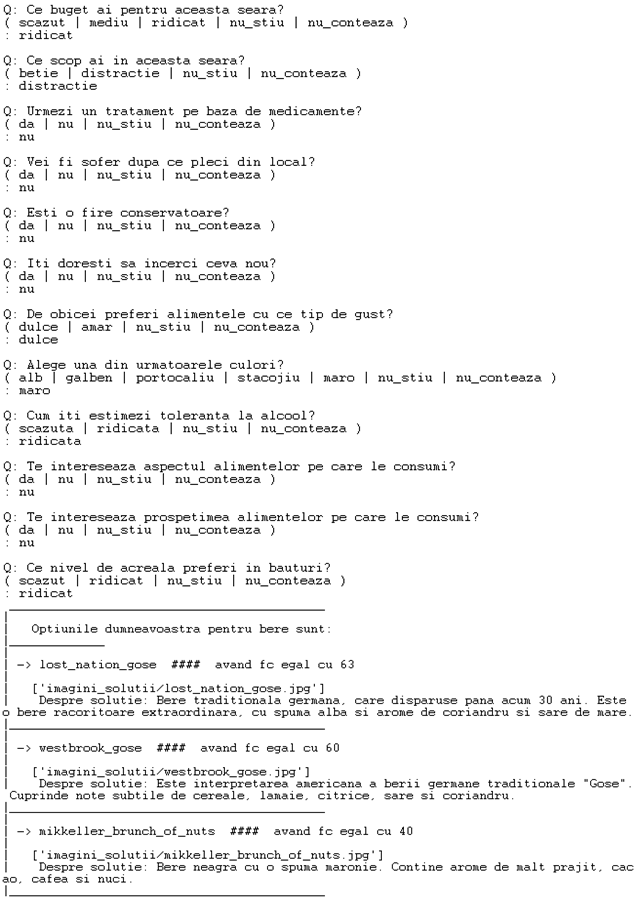 Q: Ce buget ai pentru aceasta seara?
( scazut | mediu | ridicat | nu_stiu | nu_conteaza )
: ridicat
Q: Ce scop ai in aceasta seara?
( betie | distractie | nu_stiu | nu_conteaza )
: distractie
Q: Urmezi un tratament pe baza de medicamente?
( da | nu | nu_stiu | nu_conteaza )
: nu
Q: Vei fi sofer dupa ce pleci din local?
( da | nu | nu_stiu | nu_conteaza )
: nu
Q: Esti o fire conservatoare?
( da | nu | nu_stiu | nu_conteaza )
: nu
Q: Iti doresti sa incerci ceva nou?
( da | nu | nu_stiu | nu_conteaza )
: nu
Q: De obicei preferi alimentele cu ce tip de gust?
( dulce | amar | nu_stiu | nu_conteaza )
: dulce
Q: Alege una din urmatoarele culori?
( alb | galben | portocaliu | stacojiu | maro | nu_stiu | nu_conteaza )
: maro
Q: Cum iti estimezi toleranta la alcool?
( scazuta | ridicata | nu_stiu | nu_conteaza )
: ridicata
Q: Te intereseaza aspectul alimentelor pe care le consumi?
( da | nu | nu_stiu | nu_conteaza )
: nu
Q: Te intereseaza prospetimea alimentelor pe care le consumi?
( da | nu | nu_stiu | nu_conteaza )
: nu
Q: Ce nivel de acreala preferi in bauturi?
( scazut | ridicat | nu_stiu | nu_conteaza )
: ridicat
Optiunile dumneavoastra pentru bere sunt:
-> lost_nation_gose #### avand fc egal cu 63
['imagini_solutii/lost_nation_gose.jpg']
Despre solutie: Bere traditionala germana, care disparuse pana acum 30 ani. Este
o bere racoritoare extraordinara, cu spuma alba si arome de coriandru si sare de mare.
-> westbrook_gose #### avand fc egal cu 60
['imagini_solutii/westbrook_gose.jpg']
Despre solutie: Este interpretarea americana a berii germane traditionale "Gose".
Cuprinde note subtile de cereale, lamaie, citrice, sare si coriandru.
-> mikkeller_brunch_of_nuts #### avand fc egal cu 40
['imagini_solutii/mikkeller_brunch_of_nuts.jpg']
Despre solutie: Bere neagra cu o spuma maronie. Contine arome de malt prajit, cac
ao, cafea si nuci.